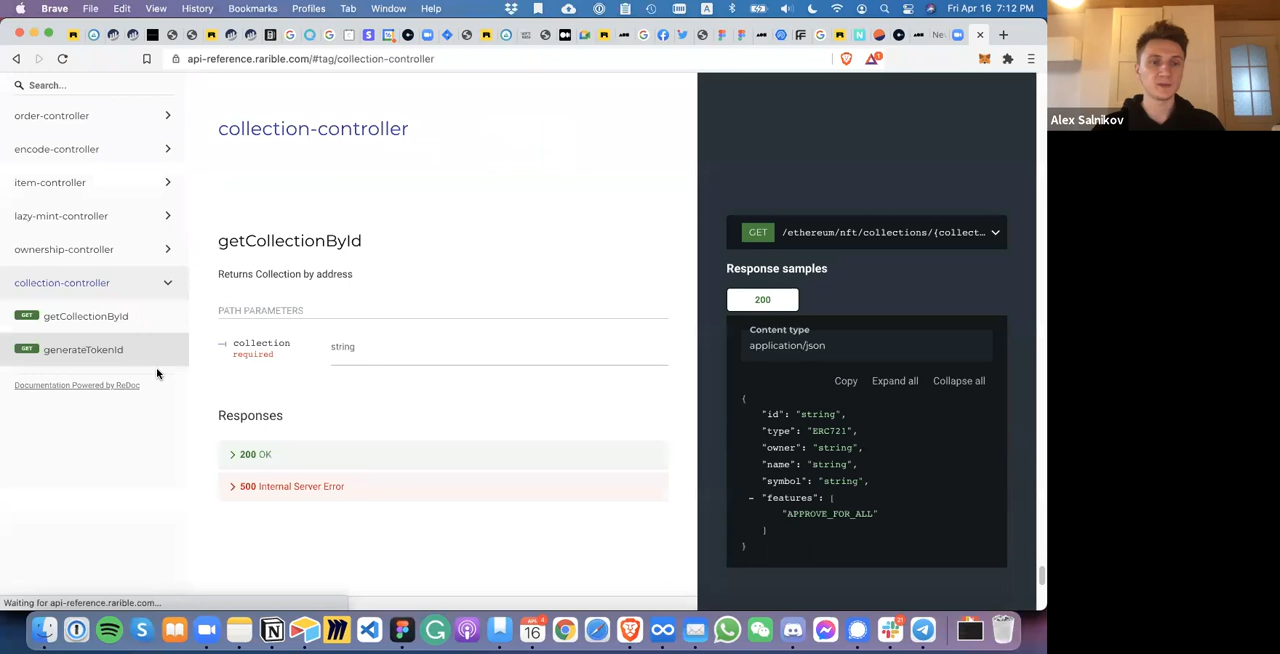 Brave File Edit View History Bookmarks Profiles Tab Window Help
Fri Apr 16 7:12 PM
api-reference.rarible.com/#tag/collection-controller
Search...
order-controller
encode-controller
item-controller
lazy-mint-controller
ownership-controller
collection-controller
GET getCollectionById
GET generateTokenId
Documentation Powered by ReDoc
collection-controller
getCollectionById
Returns Collection by address
PATH PARAMETERS
collection
required
string
Responses
200 OK
500 Internal Server Error
GET /ethereum/nft/collections/{collect…
Response samples
200
Content type
application/json
Copy Expand all Collapse all
{
"id": "string",
"type": "ERC721",
"owner": "string",
"name": "string",
"symbol": "string",
- "features": [
"APPROVE_FOR_ALL"
]
}
Waiting for api-reference.rarible.com...
Alex Salnikov